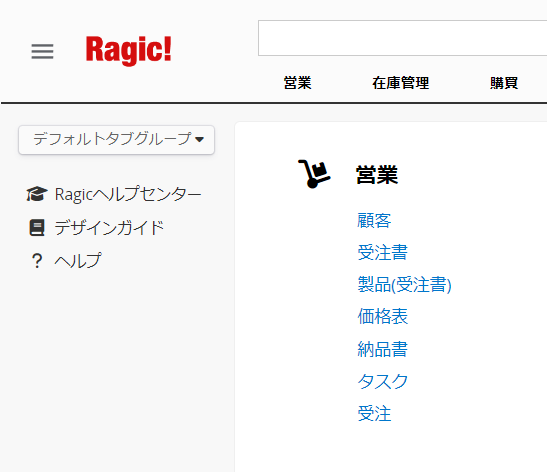 Ragic!
営業 在庫管理 購買
デフォルトタブグループ
Ragicヘルプセンター
デザインガイド
? ヘルプ
営業
顧客
受注書
製品(受注書)
価格表
納品書
タスク
受注